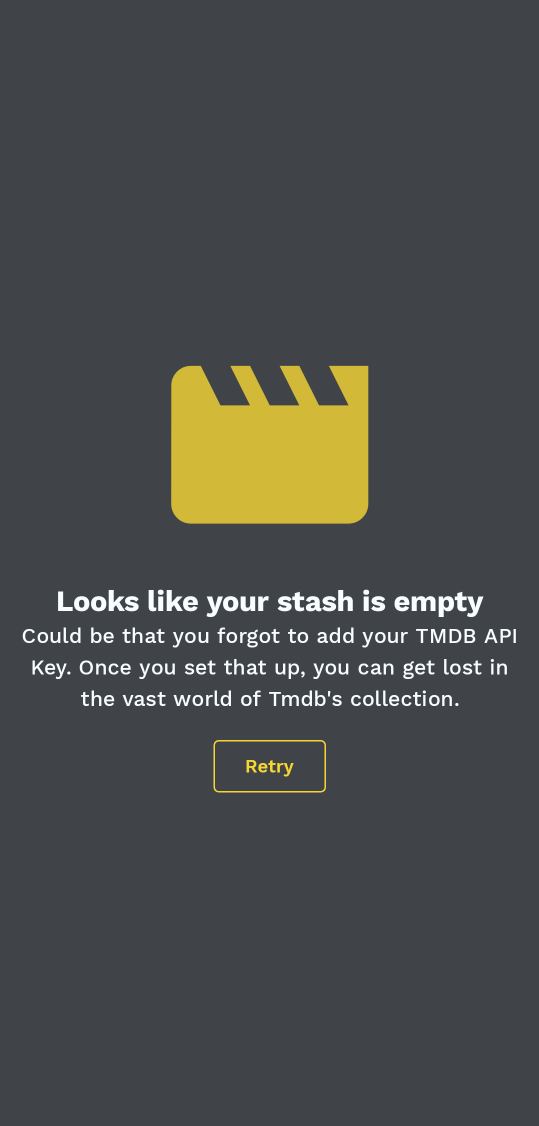 Looks like your stash is empty
Could be that you forgot to add your TMDB API
Key. Once you set that up, you can get lost in
the vast world of Tmdb's collection.
Retry